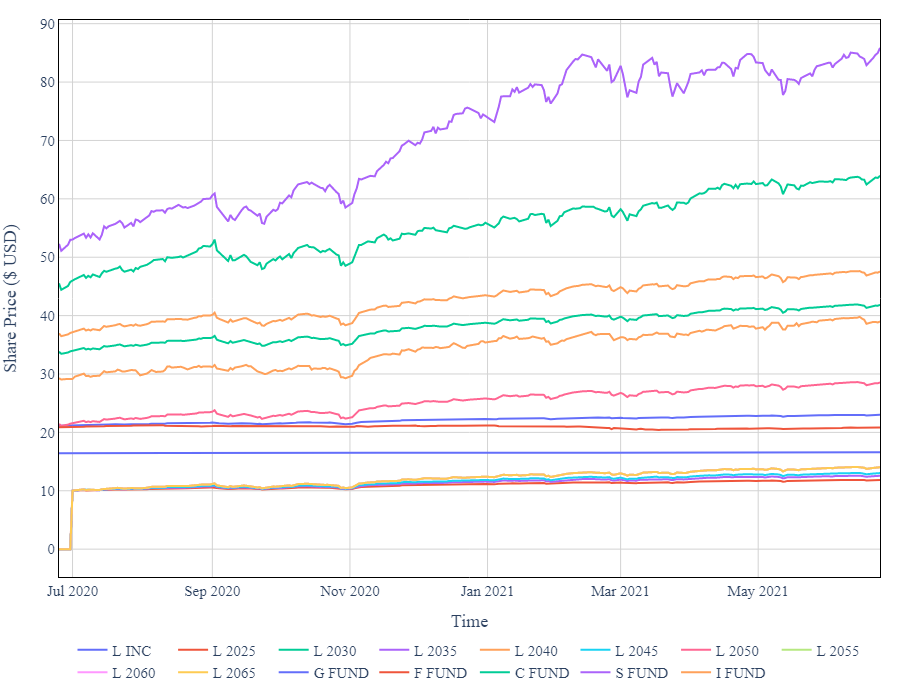 90
80
70
60
50
40
30
20
10
0
Share Price ($ USD)
Jul 2020 Sep 2020 Nov 2020 Jan 2021 Mar 2021 May 2021
Time
L INC L 2025 L 2030 L 2035 L 2040 L 2045 L 2050 L 2055
L 2060 L 2065 G FUND F FUND C FUND S FUND I FUND